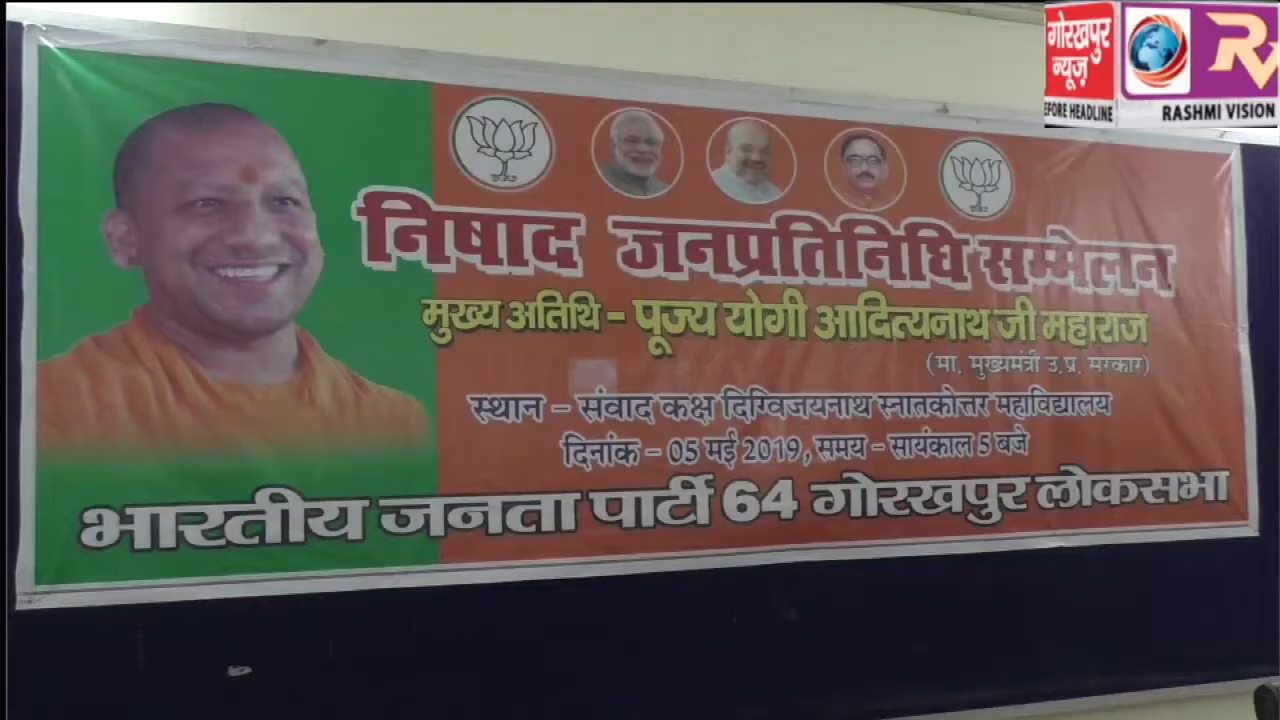 गोरखपुर
न्यूज़
EFORE HEADLINE
RV
RASHMI VISION
निषाद जनप्रतिनिधि सम्मेलन
मुख्य अतिथि - पूज्य योगी आदित्यनाथ जी महाराज
(मा. मुख्यमंत्री उ.प्र. सरकार)
स्थान - संवाद कक्ष दिग्विजयनाथ स्नातकोत्तर महाविद्यालय
दिनांक - 05 मई 2019, समय - सायंकाल 5 बजे
भारतीय जनता पार्टी 64 गोरखपुर लोकसभा